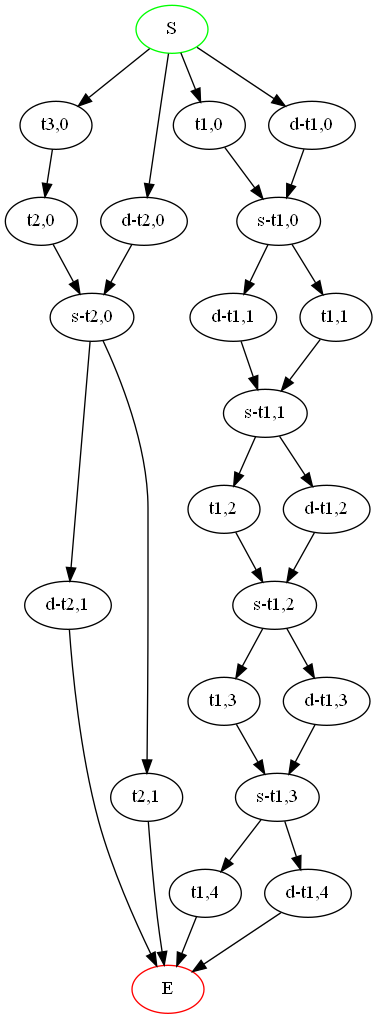 S
t3,0
t1,0
d-t1,0
t2,0
d-t2,0
s-t1,0
s-t2,0
d-t1,1
t1,1
s-t1,1
t1,2
d-t1,2
d-t2,1
s-t1,2
t1,3
d-t1,3
t2,1
s-t1,3
t1,4
d-t1,4
E